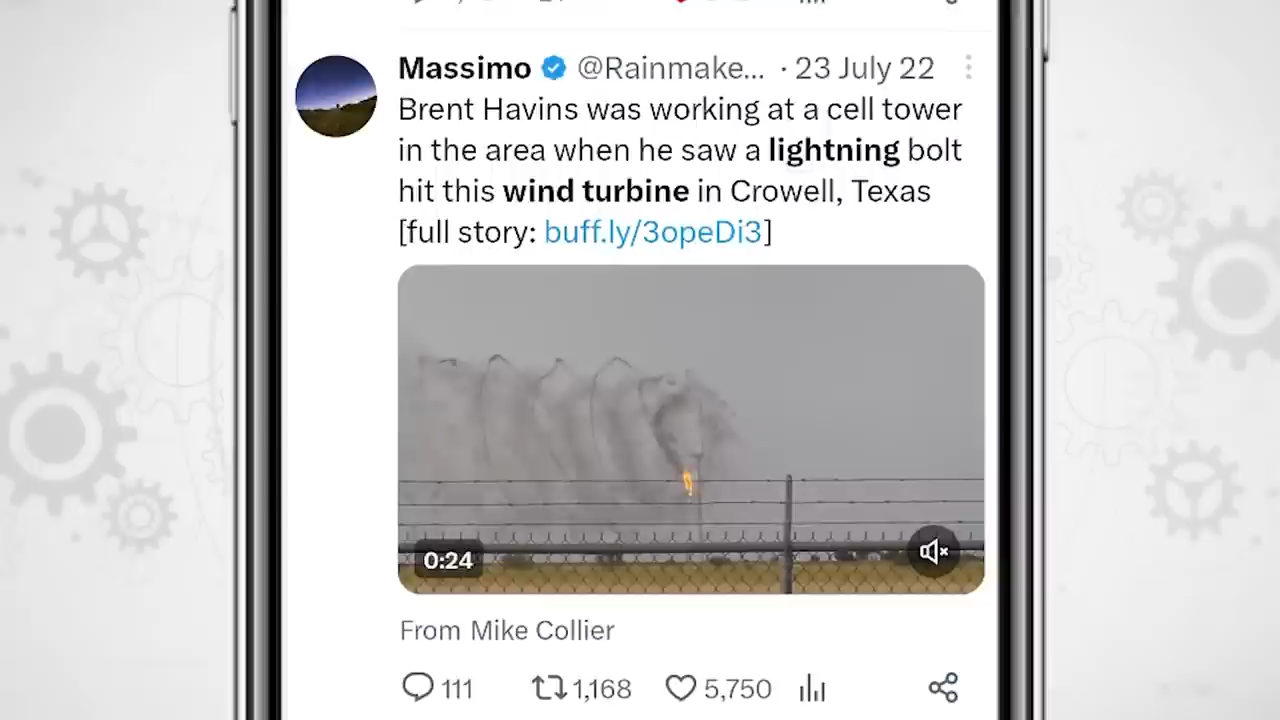 Massimo @Rainmake... · 23 July 22
Brent Havins was working at a cell tower
in the area when he saw a lightning bolt
hit this wind turbine in Crowell, Texas
[full story: buff.ly/3opeDi3]
0:24
From Mike Collier
111 1,168 5,750